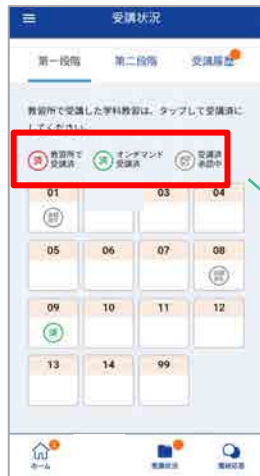 受講状況
第一段階
第二段階
受講履歴
教習所で受講した学科教習は、タップして受講済に
してください。
済 教習所で
受講済
済 オンデマンド
受講済
受講済
承認中
01
03
04
05
06
07
08
09
10
11
12
済
13
14
99
ホーム
受講状況